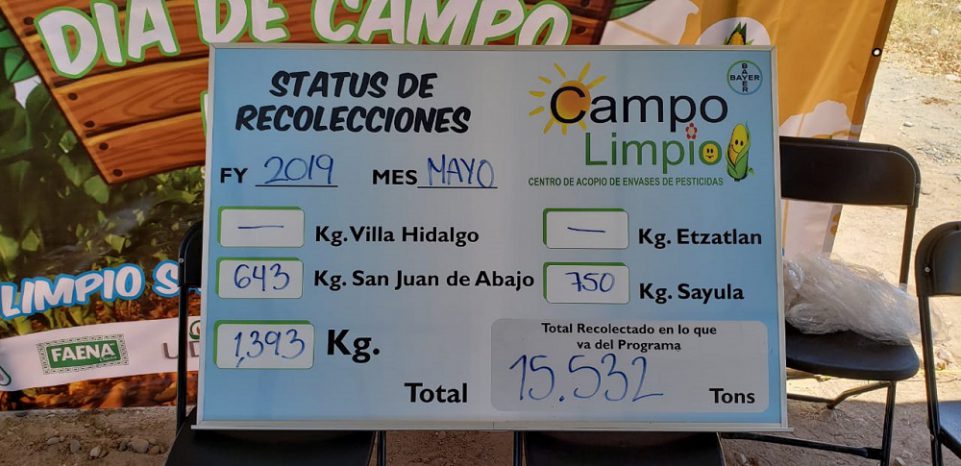 DIA DE CAMPO
STATUS DE
RECOLECCIONES
FY 2019 MES MAYO
BAYER
BAYER
Campo
Limpio
CENTRO DE ACOPIO DE ENVASES DE PESTICIDAS
— Kg. Villa Hidalgo
— Kg. Etzatlan
643 Kg. San Juan de Abajo
750 Kg. Sayula
1,393 Kg.
Total
Total Recolectado en lo que
va del Programa
15.532 Tons
LIMPIO S
FAENA